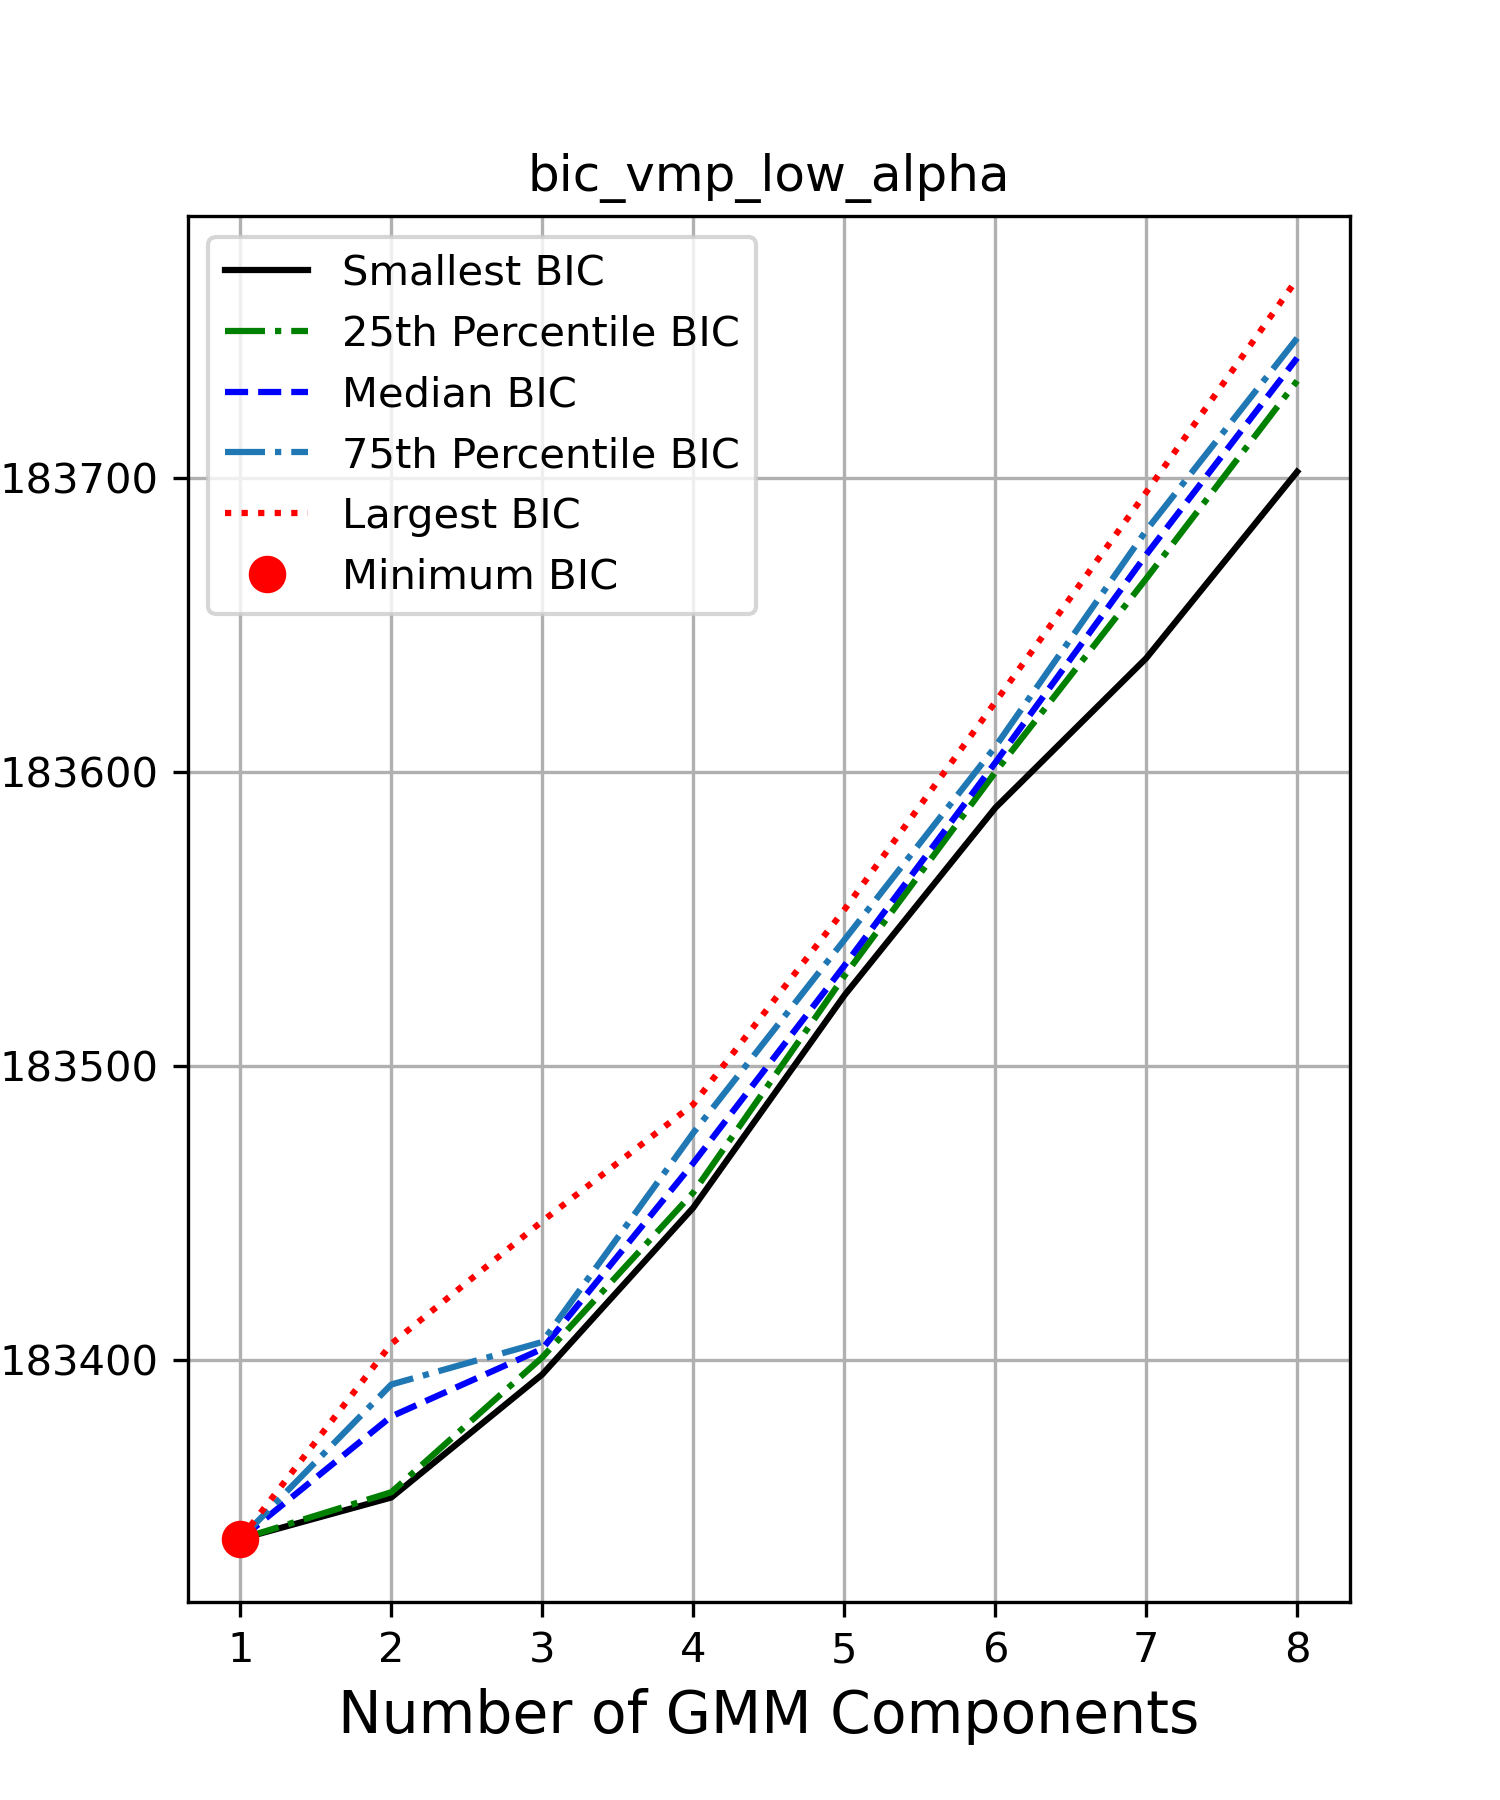 bic_vmp_low_alpha
Smallest BIC
25th Percentile BIC
Median BIC
75th Percentile BIC
Largest BIC
Minimum BIC
183700
183600
183500
183400
1 2 3 4 5 6 7 8
Number of GMM Components